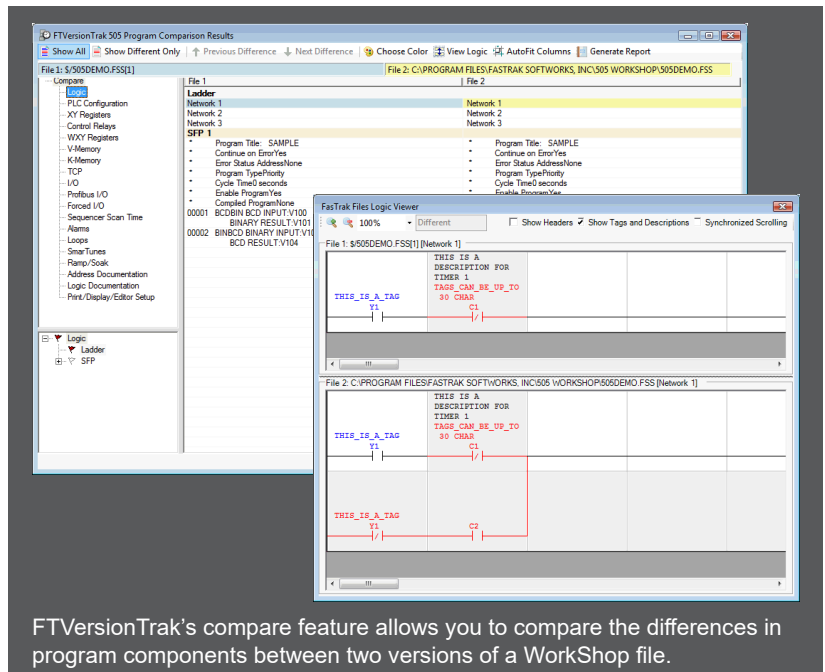 FTVersionTrak 505 Program Comparison Results
Show All Show Different Only Previous Difference Next Difference Choose Color View Logic AutoFit Columns Generate Report
File 1: $/505DEMO.FSS[1] File 2: C:\PROGRAM FILES\FASTRAK SOFTWORKS, INC\505 WORKSHOP\505DEMO.FSS
Compare
Logic
PLC Configuration
XY Registers
Control Relays
WXY Registers
V-Memory
K-Memory
TCP
I/O
Profibus I/O
Forced I/O
Sequencer Scan Time
Alarms
Loops
SmarTunes
Ramp/Soak
Address Documentation
Logic Documentation
Print/Display/Editor Setup
Logic
Ladder
SFP
File 1 File 2
Ladder
Network 1 Network 1
Network 2 Network 2
Network 3 Network 3
SFP 1
* Program Title: SAMPLE * Program Title: SAMPLE
* Continue on ErrorYes * Continue on ErrorYes
* Error Status AddressNone * Error Status AddressNone
* Program TypePriority * Program TypePriority
* Cycle Time0 seconds * Cycle Time0 seconds
* Enable ProgramYes * Enable ProgramYes
* Compiled ProgramNone
00001 BCDBIN BCD INPUT:V100
BINARY RESULT:V101
00002 BINBCD BINARY INPUT:V10
BCD RESULT:V104
FasTrak Files Logic Viewer
100% Different Show Headers Show Tags and Descriptions Synchronized Scrolling
File 1: $/505DEMO.FSS[1] [Network 1]
THIS IS A
DESCRIPTION FOR
TIMER 1
TAGS_CAN_BE_UP_TO
THIS_IS_A_TAG 30 CHAR
Y1 C1
File 2: C:\PROGRAM FILES\FASTRAK SOFTWORKS, INC\505 WORKSHOP\505DEMO.FSS [Network 1]
THIS IS A
DESCRIPTION FOR
TIMER 1
TAGS_CAN_BE_UP_TO
THIS_IS_A_TAG 30 CHAR
Y1 C1
THIS_IS_A_TAG
Y1 C2
FTVersionTrak's compare feature allows you to compare the differences in
program components between two versions of a WorkShop file.